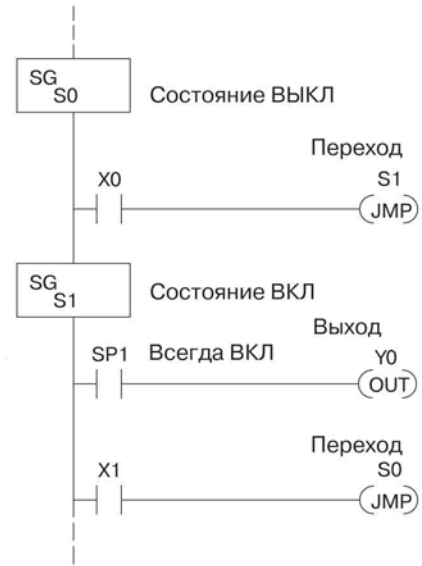 SG
S0
Состояние ВЫКЛ
Переход
X0
S1
JMP
SG
S1
Состояние ВКЛ
Выход
SP1
Всегда ВКЛ
Y0
OUT
Переход
X1
S0
JMP